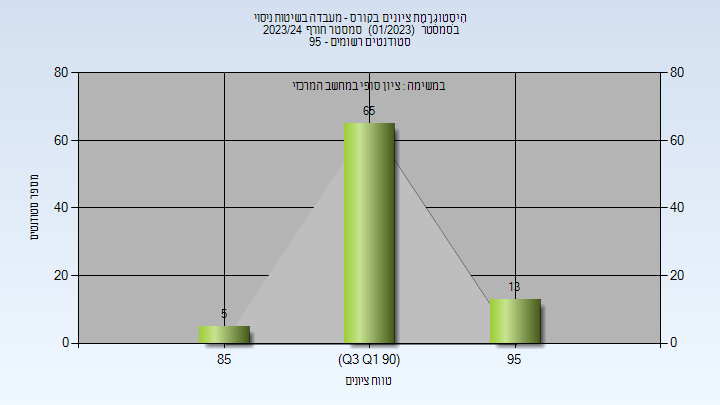 היסטוגרמת ציונים בקורס - מעבדה בשיטות ניסוי
בסמסטר (01/2023) סמסטר חורף 2023/24
סטודנטים רשומים - 95
במשימה : ציון סופי במחשב המרכזי
80
60
40
20
0
80
60
40
20
0
מספר סטודנטים
5
65
13
85
(Q3 Q1 90)
95
טווח ציונים